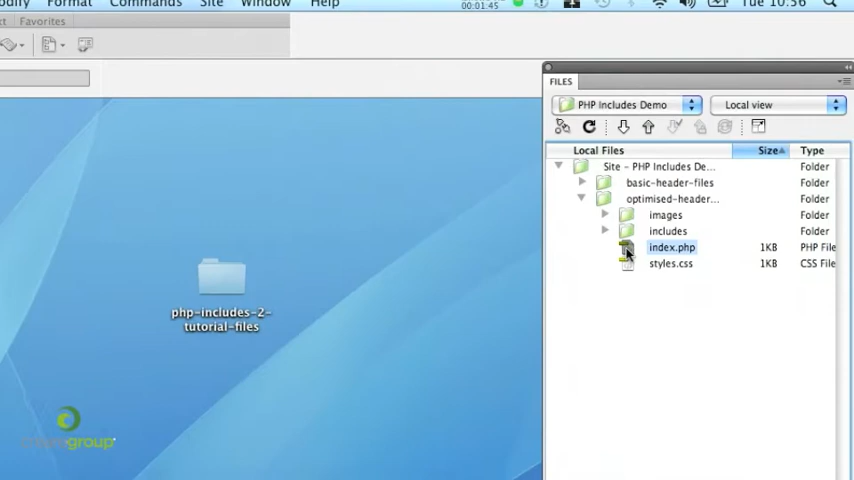 Format Commands Site Window Help
00:01:45
Tue 10:56
Favorites
FILES
PHP Includes Demo Local view
Local Files Size Type
Site - PHP Includes De... Folder
basic-header-files Folder
optimised-header... Folder
images Folder
includes Folder
index.php 1KB PHP File
styles.css 1KB CSS File
php-includes-2-
tutorial-files
group